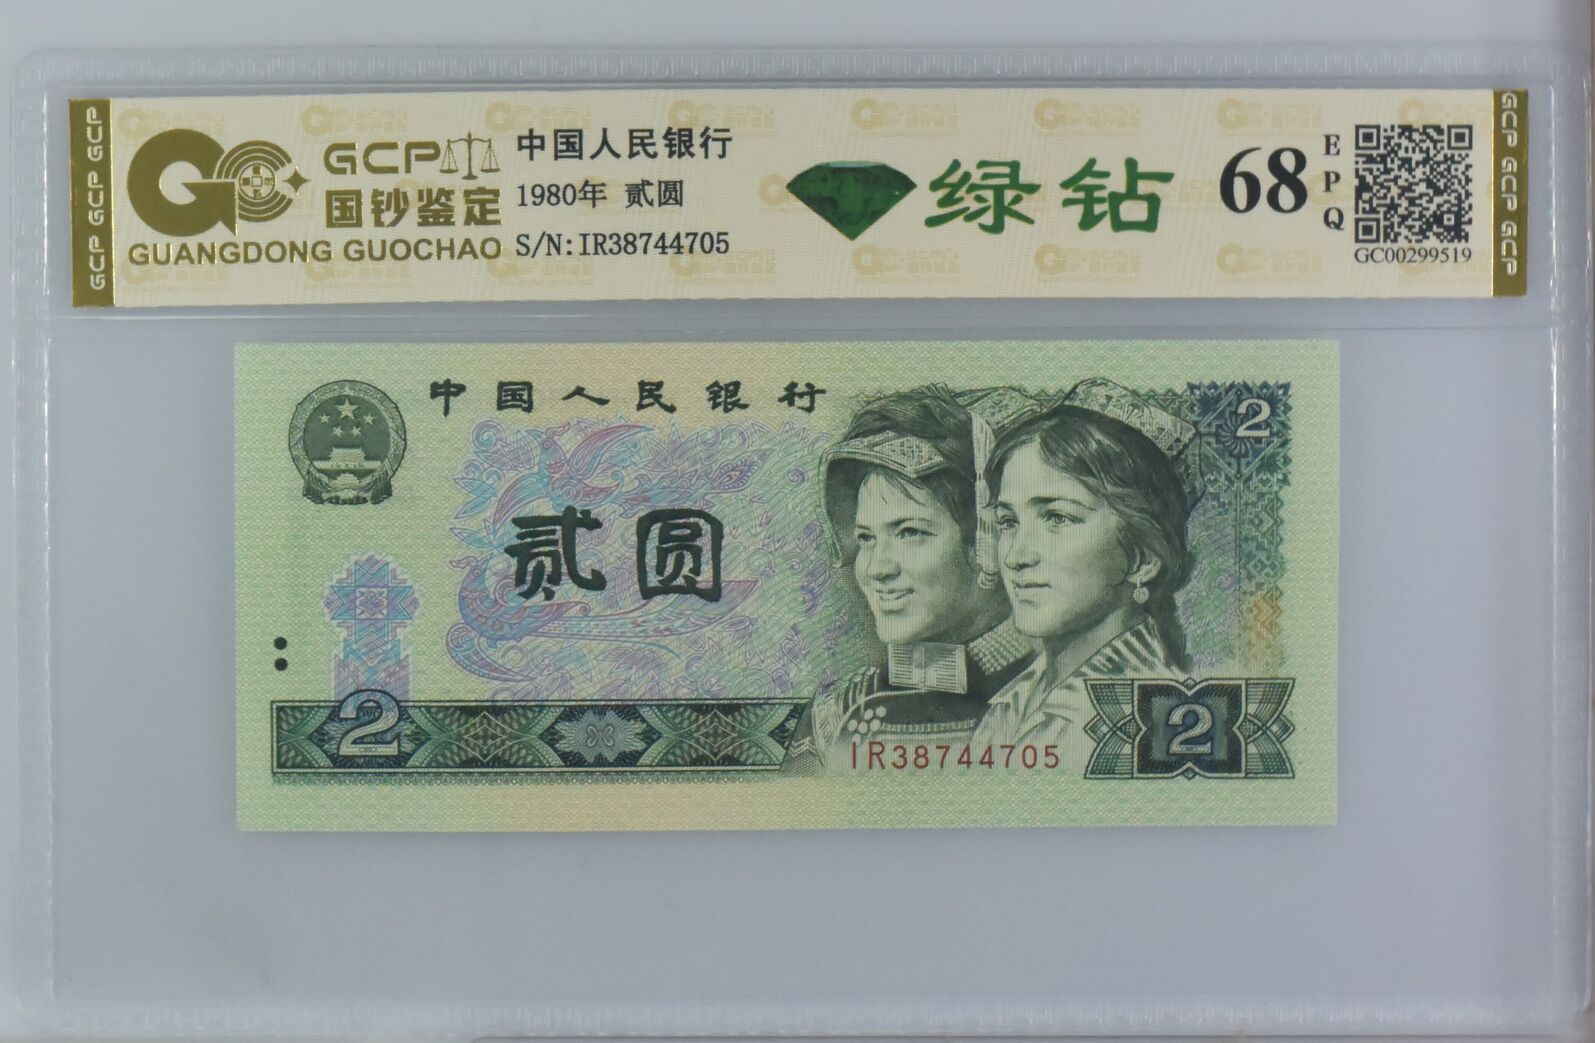 GCP GCP GCP
GCP
国钞鉴定
GUANGDONG GUOCHAO
中国人民银行
1980年 贰圆
S/N:IR38744705
绿钻
68
E
P
Q
GC00299519
GCP GCP GCP
中国人民银行
2
贰圆
2
IR38744705
2